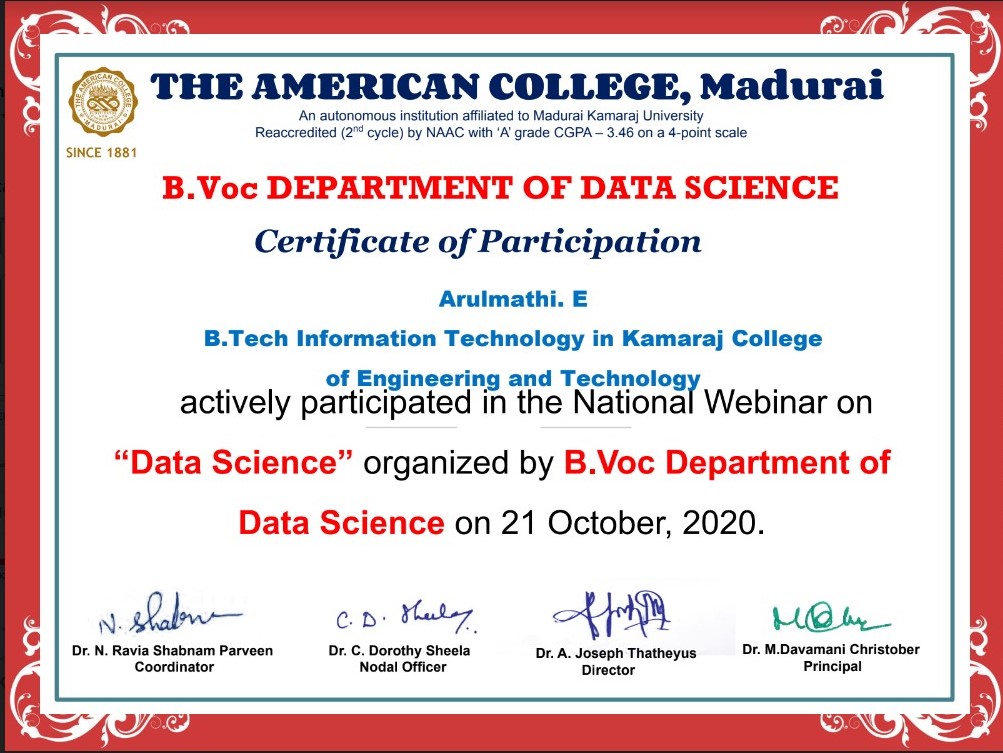 THE AMERICAN COLLEGE, Madurai
An autonomous institution affiliated to Madurai Kamaraj University
Reaccredited (2nd cycle) by NAAC with ‘A’ grade CGPA – 3.46 on a 4-point scale
THE AMERICAN COLLEGE
MADURAI
SINCE 1881
B.Voc DEPARTMENT OF DATA SCIENCE
Certificate of Participation
Arulmathi. E
B.Tech Information Technology in Kamaraj College
of Engineering and Technology
actively participated in the National Webinar on
“Data Science” organized by B.Voc Department of
Data Science on 21 October, 2020.
N. Shabnam
C. D. Sheela
Dr. N. Ravia Shabnam Parveen
Coordinator
Dr. C. Dorothy Sheela
Nodal Officer
Dr. A. Joseph Thatheyus
Director
Dr. M.Davamani Christober
Principal